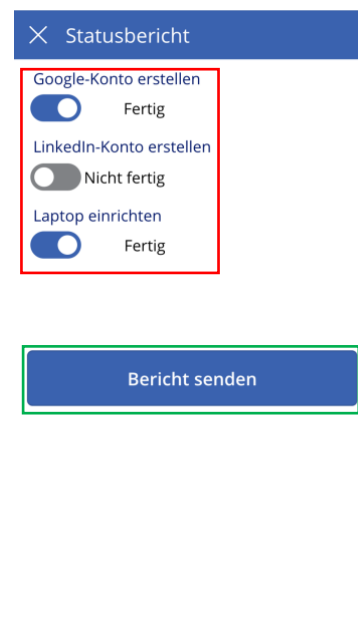 Statusbericht
Google-Konto erstellen
Fertig
LinkedIn-Konto erstellen
Nicht fertig
Laptop einrichten
Fertig
Bericht senden